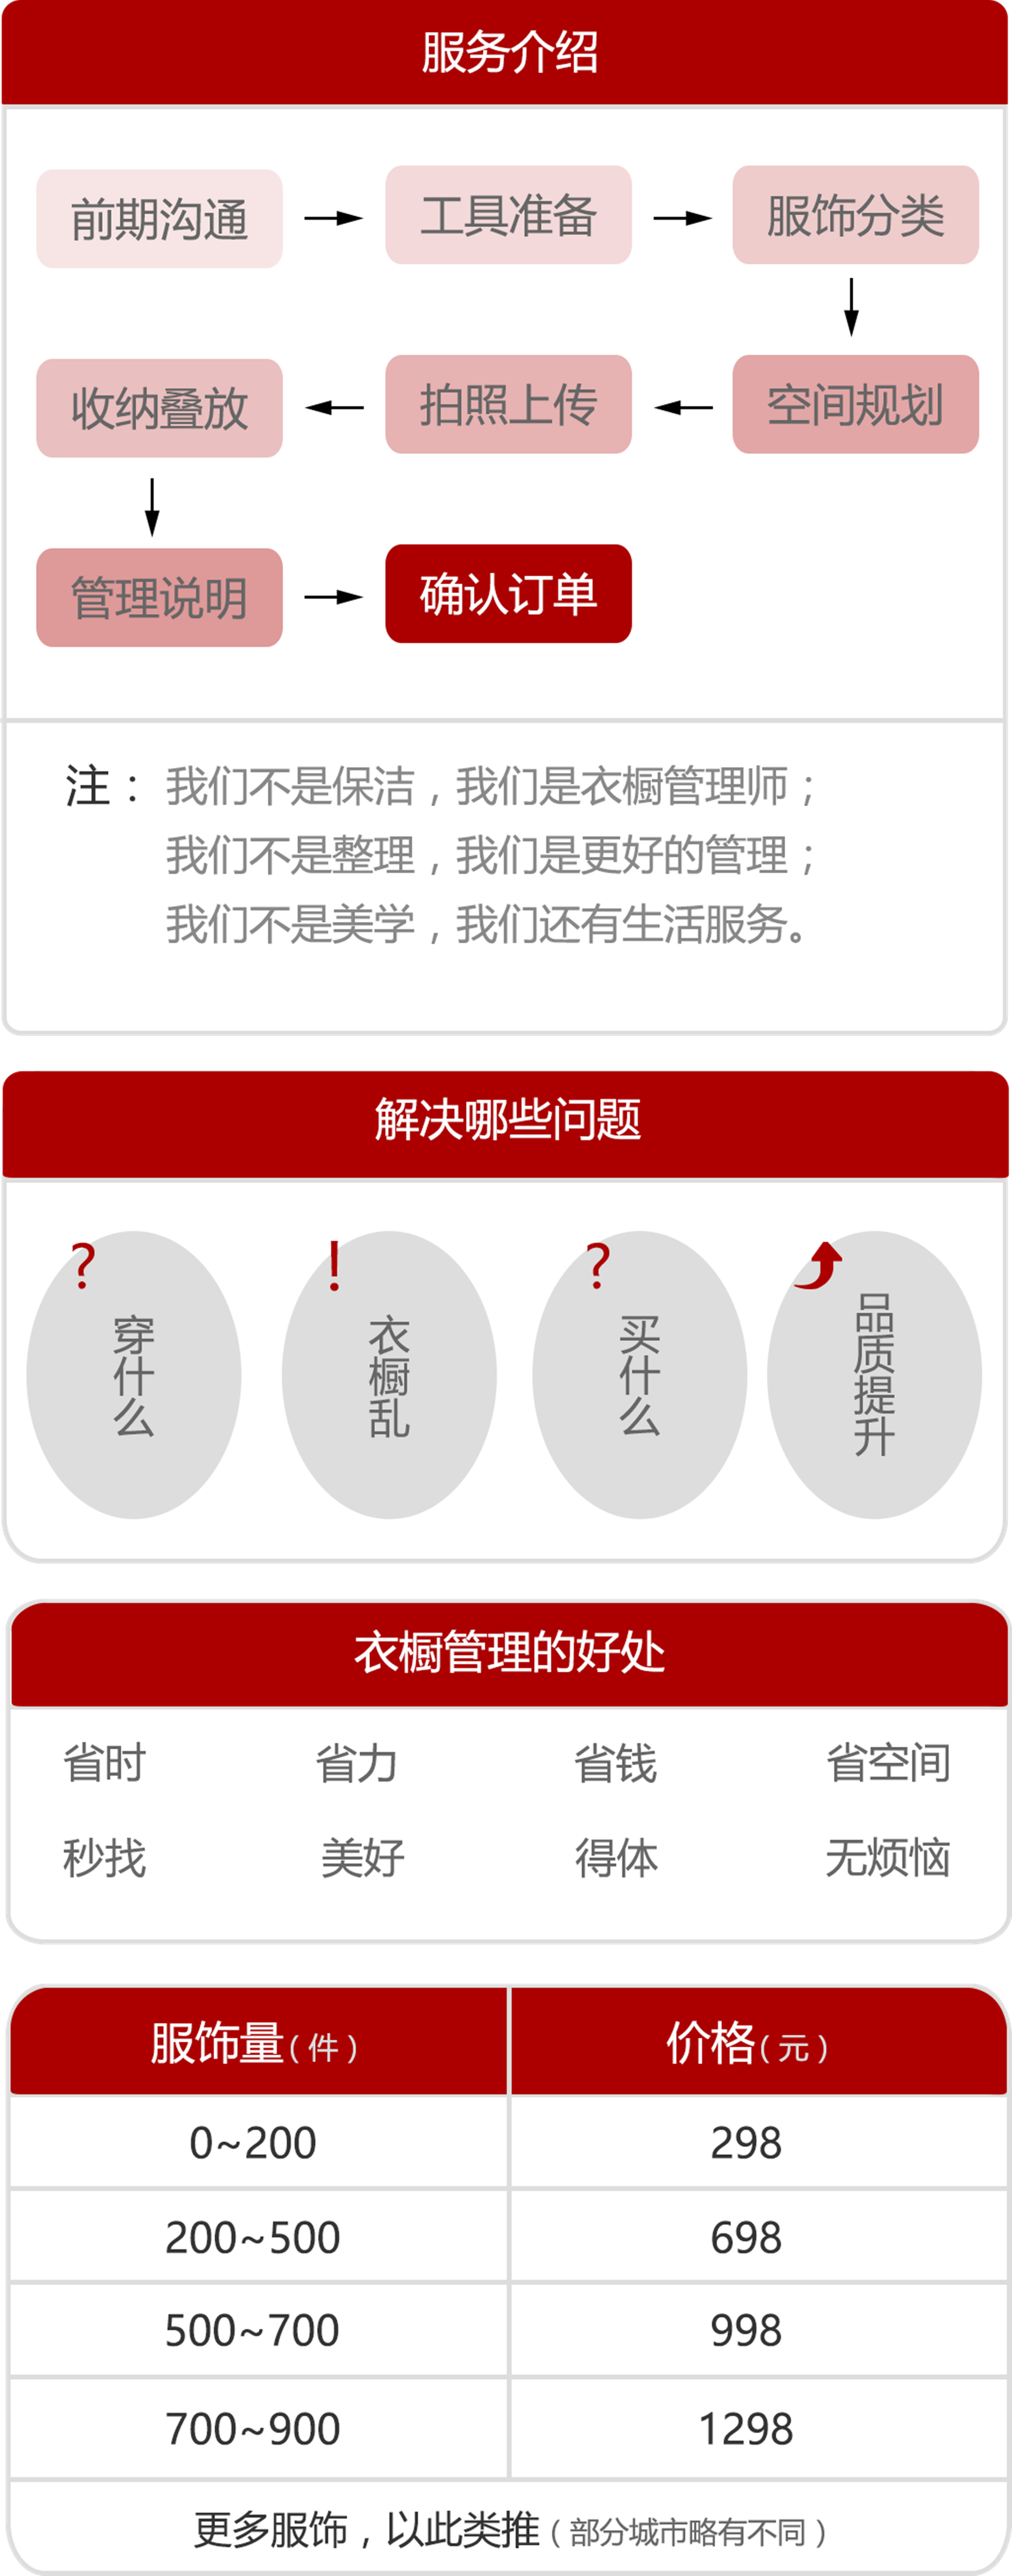 服务介绍
前期沟通
工具准备
服饰分类
空间规划
拍照上传
收纳叠放
管理说明
确认订单
注：我们不是保洁，我们是衣橱管理师；
我们不是整理，我们是更好的管理；
我们不是美学，我们还有生活服务。
解决哪些问题
?
穿什么
!
衣橱乱
?
买什么
品质提升
衣橱管理的好处
省时 省力 省钱 省空间
秒找 美好 得体 无烦恼
服饰量（件） 价格（元）
0~200 298
200~500 698
500~700 998
700~900 1298
更多服饰，以此类推（部分城市略有不同）